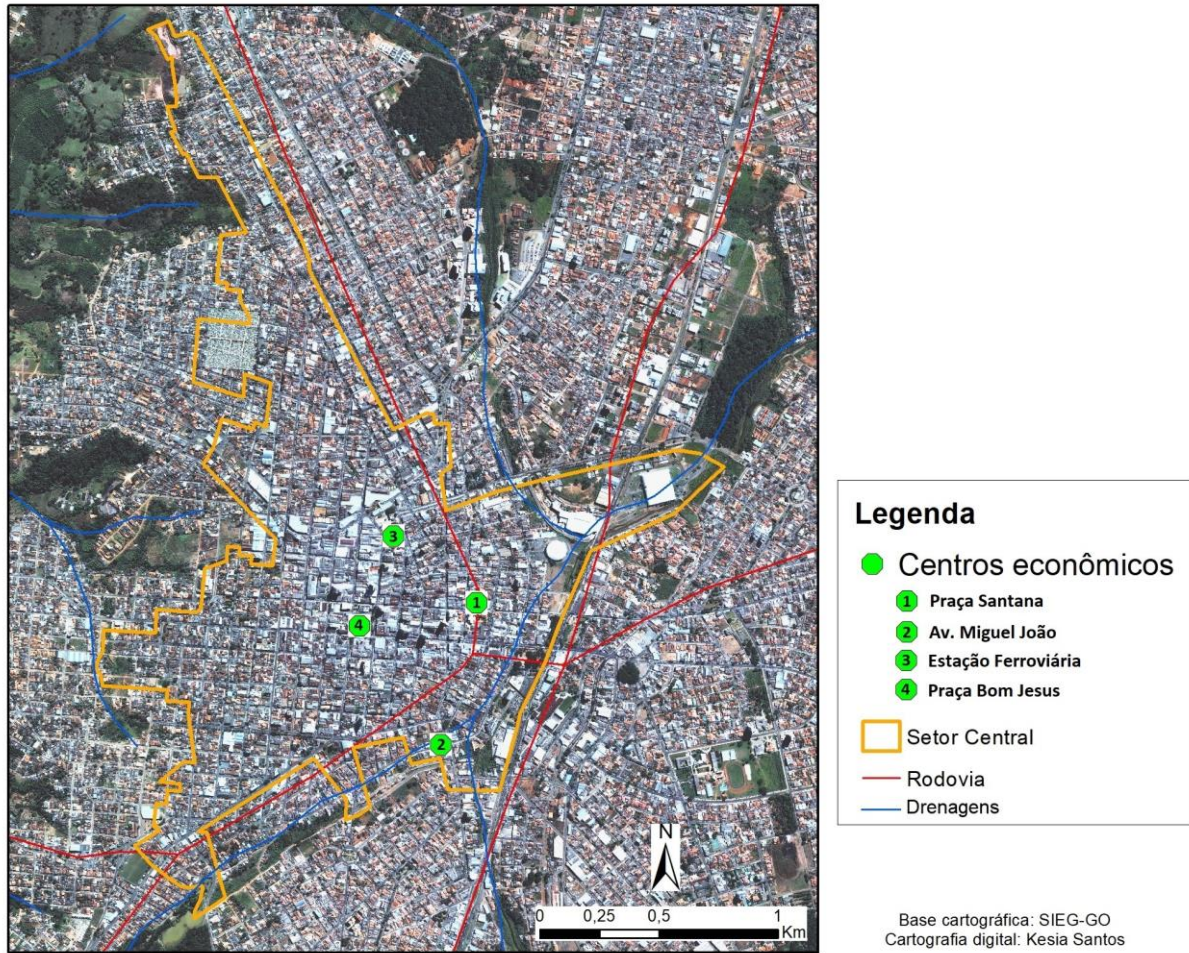 3
1
4
2
N
0 0,25 0,5 1
Km
Legenda
Centros econômicos
1 Praça Santana
2 Av. Miguel João
3 Estação Ferroviária
4 Praça Bom Jesus
Setor Central
Rodovia
Drenagens
Base cartográfica: SIEG-GO
Cartografia digital: Kesia Santos